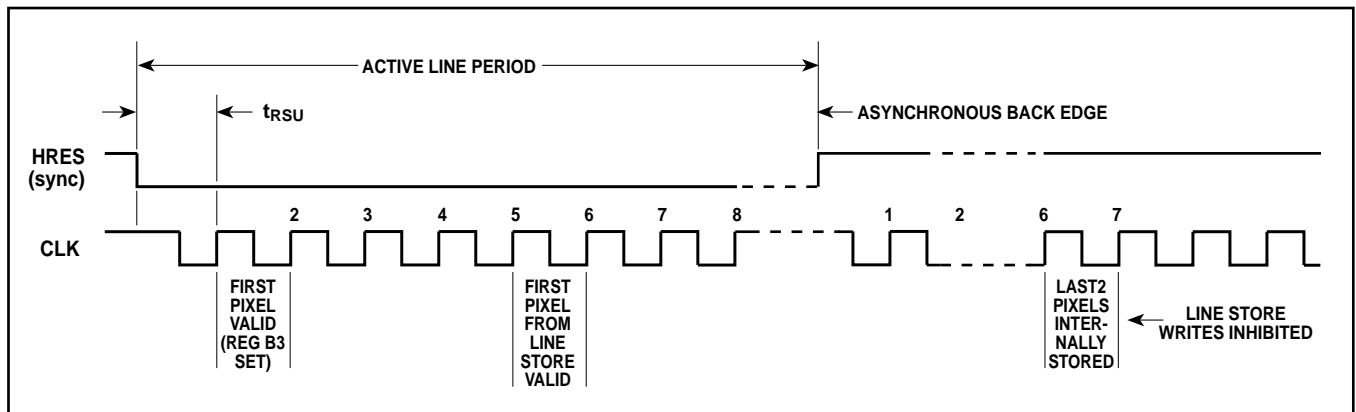 ACTIVE LINE PERIOD
tRSU
ASYNCHRONOUS BACK EDGE
HRES
(sync)
2 3 4 5 6 7 8 1 2 6 7
CLK
FIRST
PIXEL
VALID
(REG B3
SET)
FIRST
PIXEL
FROM
LINE
STORE
VALID
LAST2
PIXELS
INTER-
NALLY
STORED
LINE STORE
WRITES INHIBITED